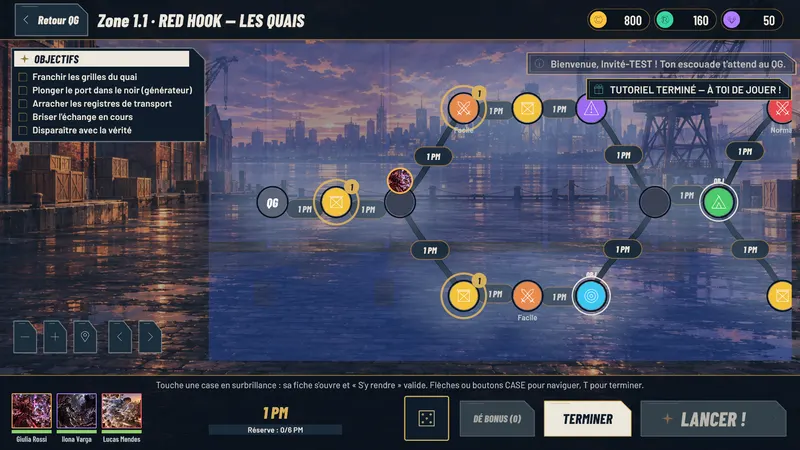 Retour QG
Zone 1.1 · RED HOOK — LES QUAIS
800
160
50
OBJECTIFS
Franchir les grilles du quai
Plonger le port dans le noir (générateur)
Arracher les registres de transport
Briser l'échange en cours
Disparaître avec la vérité
Bienvenue, Invité-TEST ! Ton escouade t'attend au QG.
TUTORIEL TERMINÉ — À TOI DE JOUER !
1
1 PM
1 PM
Facile
Norma
1 PM
1 PM
1 PM
OBJ
QG
1 PM
1
1 PM
1 PM
1 PM
1 PM
1 PM
OBJ
1
1 PM
1 PM
Facile
Touche une case en surbrillance : sa fiche s'ouvre et « S'y rendre » valide. Flèches ou boutons CASE pour naviguer, T pour terminer.
Giulia Rossi
Ilona Varga
Lucas Mendes
1 PM
Réserve : 0/6 PM
DÉ BONUS (0)
TERMINER
LANCER !